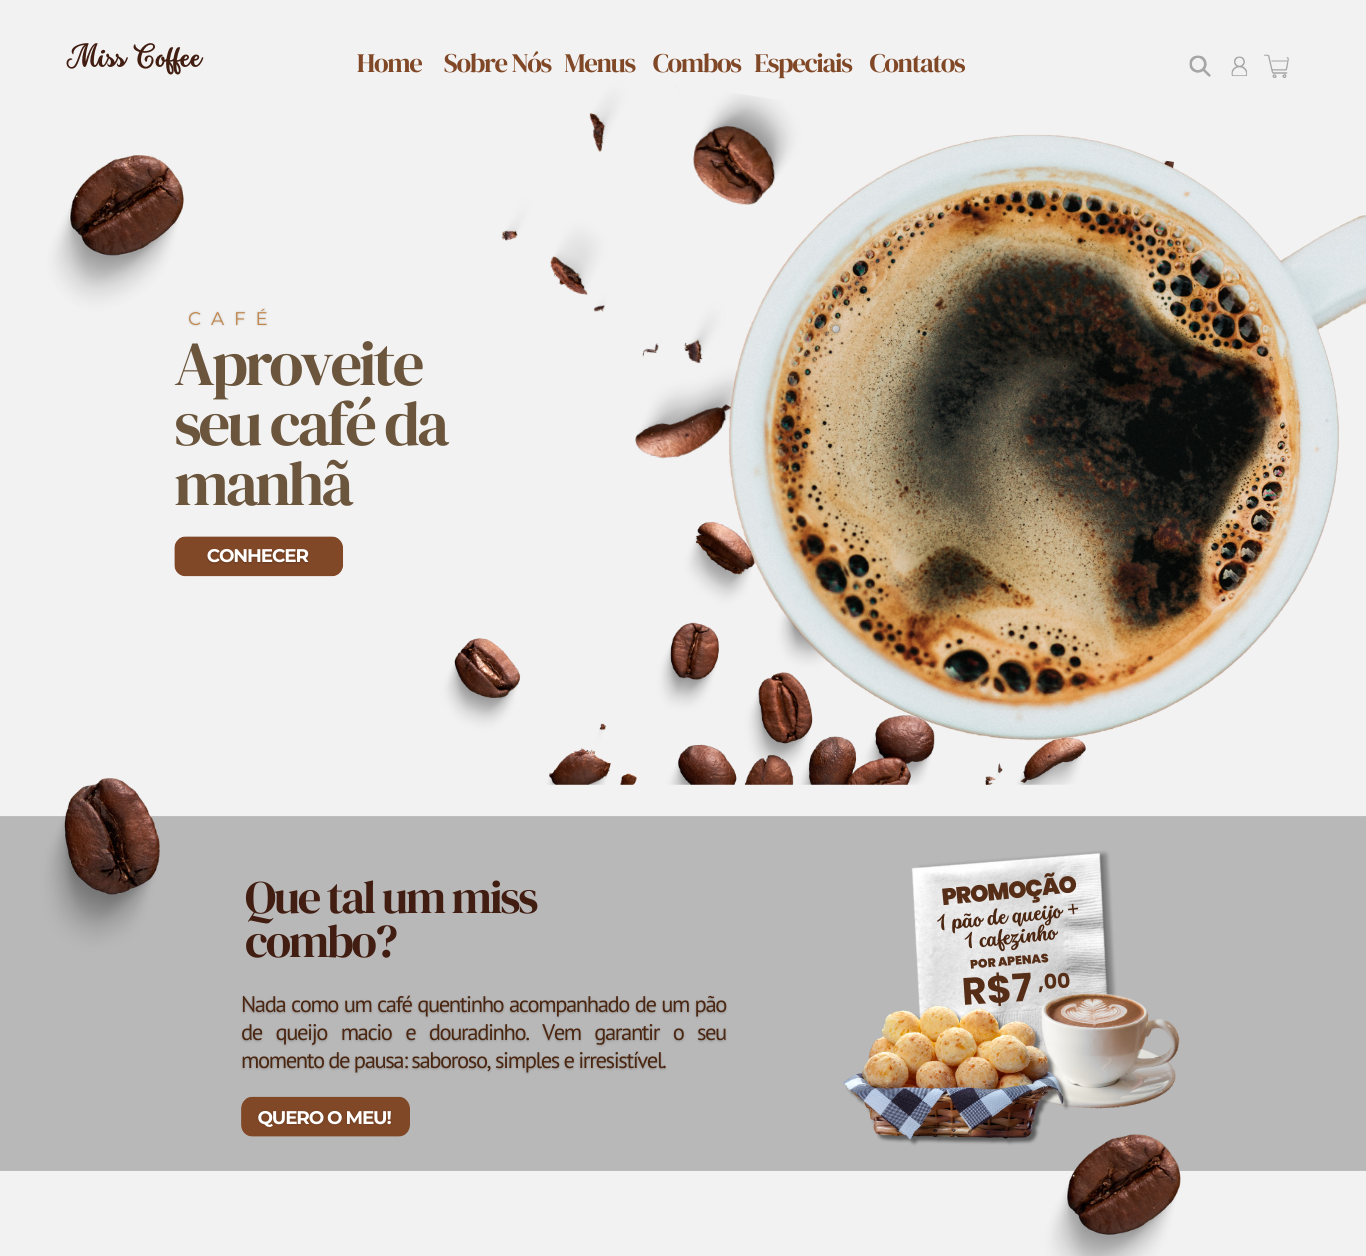 Miss Coffee
Home Sobre Nós Menus Combos Especiais Contatos
CAFÉ
Aproveite
seu café da
manhã
CONHECER
Que tal um miss
combo?
Nada como um café quentinho acompanhado de um pão
de queijo macio e douradinho. Vem garantir o seu
momento de pausa: saboroso, simples e irresistível.
QUERO O MEU!
PROMOÇÃO
1 pão de queijo +
1 cafezinho
POR APENAS
R$7 ,00